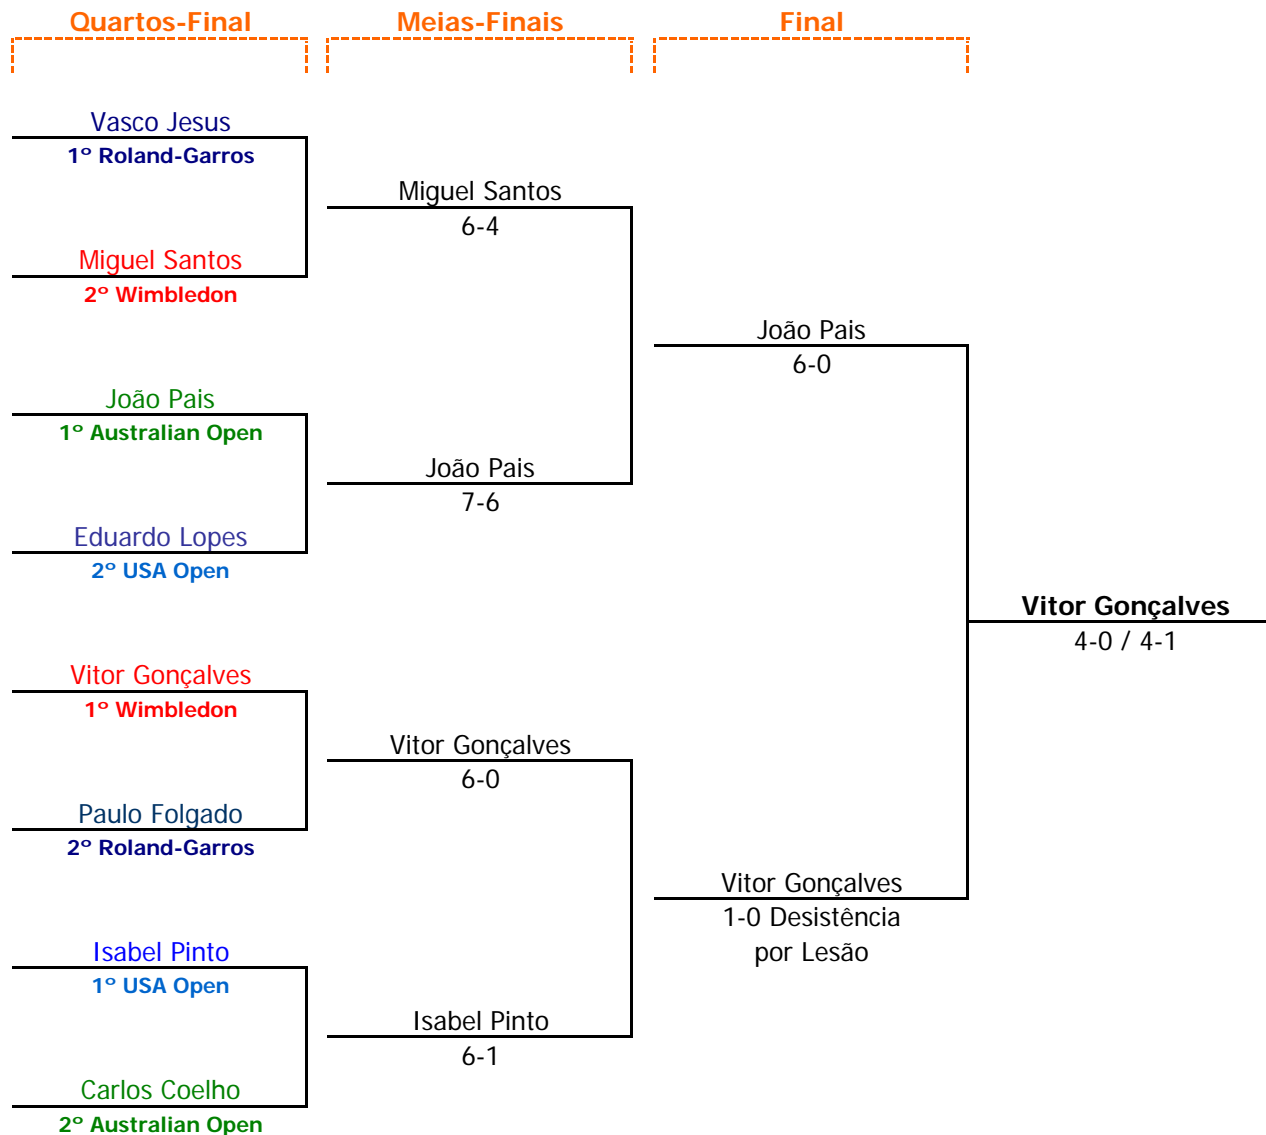 Quartos-Final
Meias-Finais
Final
Vasco Jesus
1º Roland-Garros
Miguel Santos
6-4
Miguel Santos
2º Wimbledon
João Pais
6-0
João Pais
1º Australian Open
João Pais
7-6
Eduardo Lopes
2º USA Open
Vitor Gonçalves
4-0 / 4-1
Vitor Gonçalves
1º Wimbledon
Vitor Gonçalves
6-0
Paulo Folgado
2º Roland-Garros
Vitor Gonçalves
1-0 Desistência
por Lesão
Isabel Pinto
1º USA Open
Isabel Pinto
6-1
Carlos Coelho
2º Australian Open